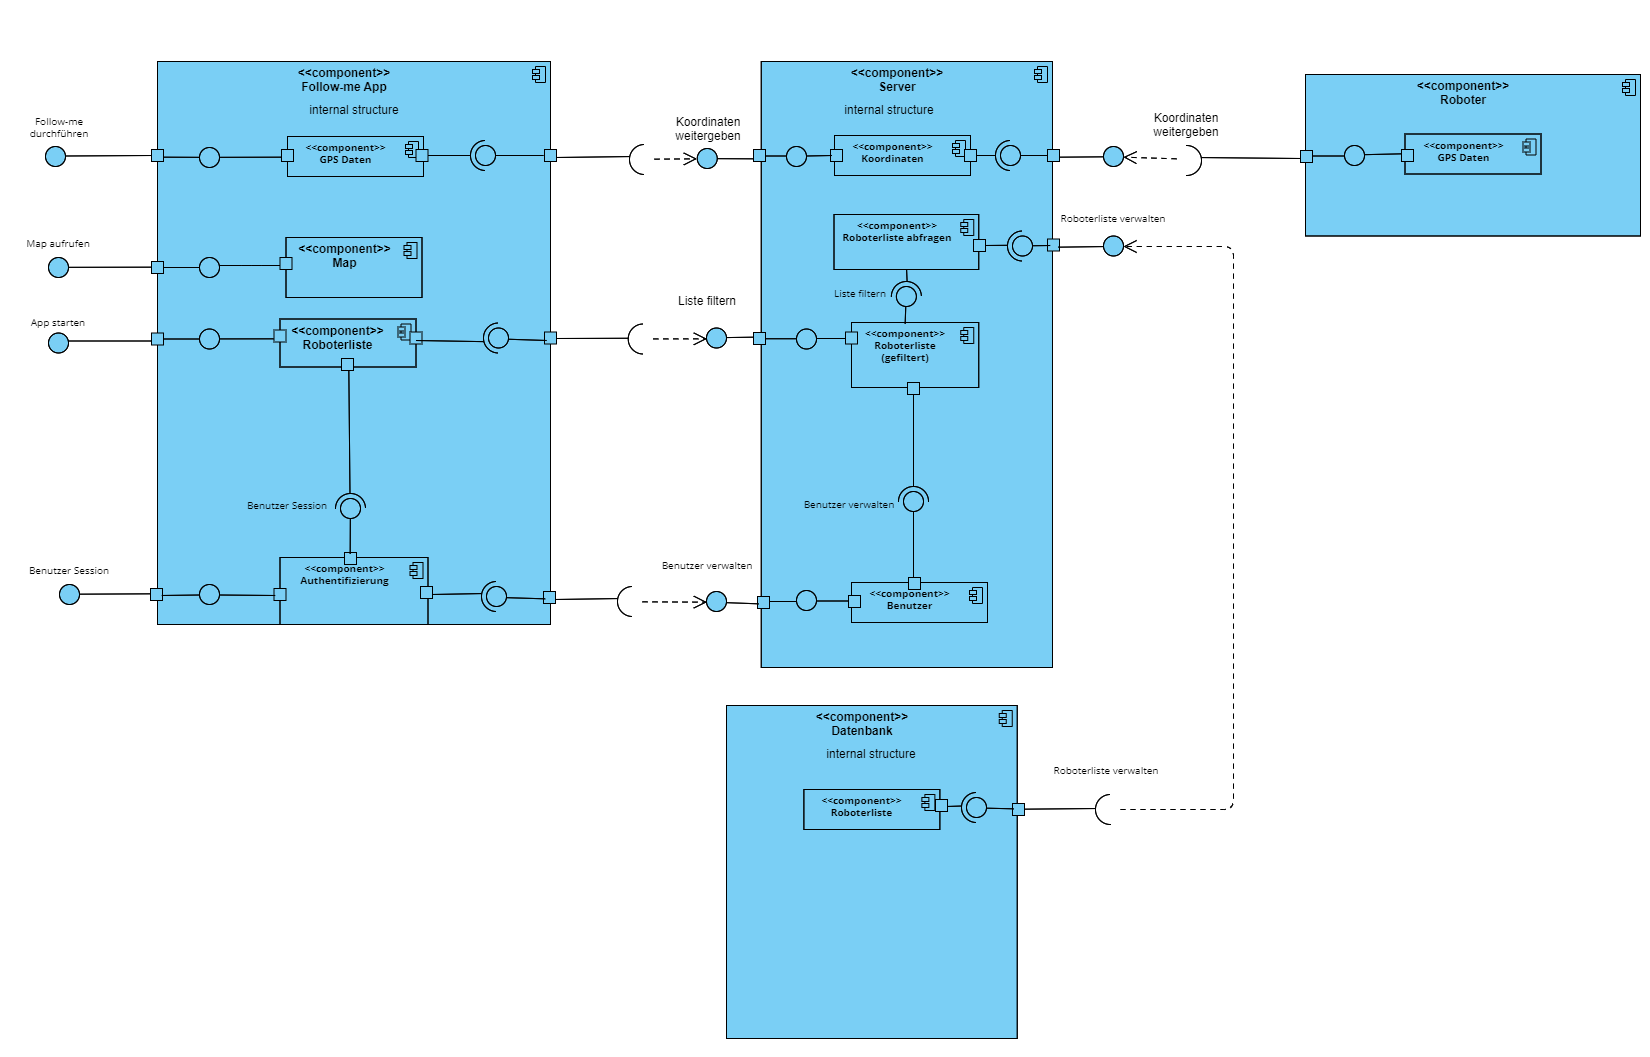 <<component>>
Follow-me App
internal structure
Follow-me
durchführen
<<component>>
GPS Daten
Map aufrufen
<<component>>
Map
App starten
<<component>>
Roboterliste
Benutzer Session
Benutzer Session
<<component>>
Authentifizierung
Koordinaten
weitergeben
Liste filtern
Benutzer verwalten
<<component>>
Server
internal structure
<<component>>
Koordinaten
<<component>>
Roboterliste abfragen
Liste filtern
<<component>>
Roboterliste
(gefiltert)
Benutzer verwalten
<<component>>
Benutzer
Koordinaten
weitergeben
Roboterliste verwalten
<<component>>
Roboter
<<component>>
GPS Daten
<<component>>
Datenbank
internal structure
<<component>>
Roboterliste
Roboterliste verwalten